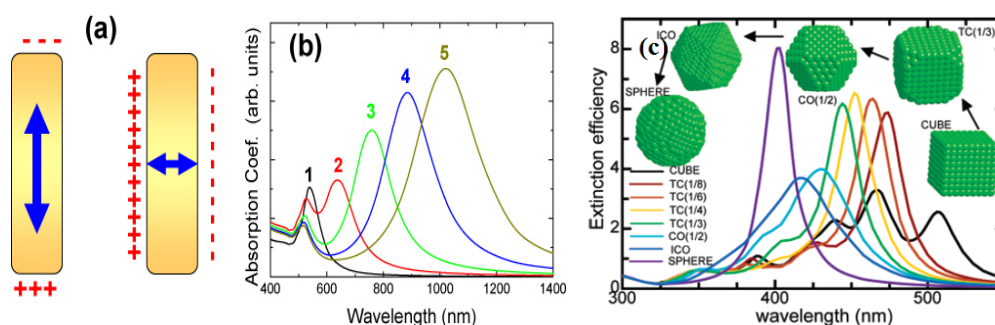 (a)
- - -
+++
+++++++++++
- - - - - - - - - -
(b)
Absorption Coef. (arb. units)
1
2
3
4
5
400 600 800 1000 1200 1400
Wavelength (nm)
(c)
Extinction efficiency
8
6
4
2
0
300 400 450 500
wavelength (nm)
ICO
SPHERE
CO(1/2)
TC(1/3)
CUBE
CUBE
TC(1/8)
TC(1/6)
TC(1/4)
TC(1/3)
CO(1/2)
ICO
SPHERE